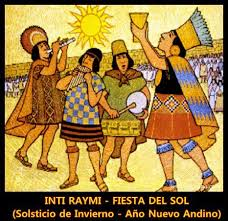 INTI RAYMI - FIESTA DEL SOL
(Solsticio de Invierno - Año Nuevo Andino)